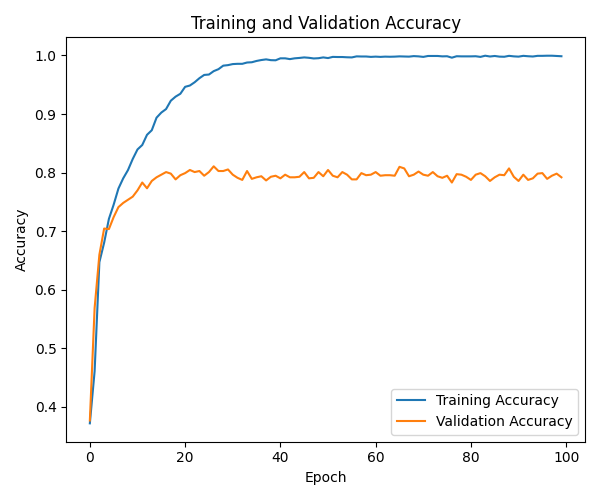 Training and Validation Accuracy
1.0
0.9
0.8
0.7
0.6
0.5
0.4
Accuracy
Training Accuracy
Validation Accuracy
0 20 40 60 80 100
Epoch